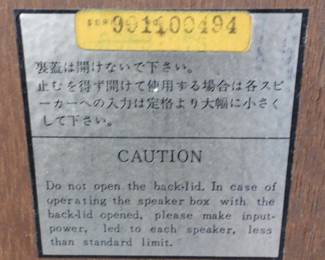 991100494
裏蓋は開けないで下さい。
止むを得ず開けて使用する場合は各スピ
ーカーへの入力は定格より大幅に小さく
して下さい。
CAUTION
Do not open the back-lid. In case of
operating the speaker box with the
back-lid opened, please make input-
power, led to each speaker, less
than standard limit.